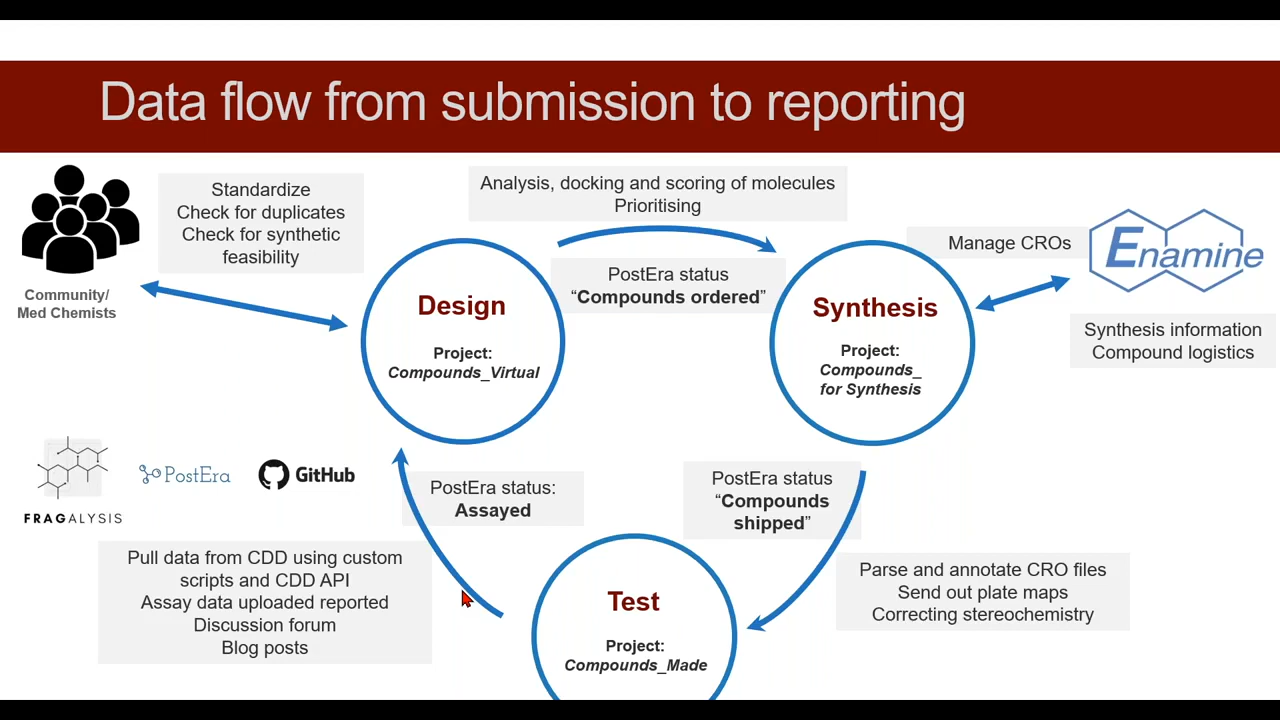 Data flow from submission to reporting
Standardize
Check for duplicates
Check for synthetic
feasibility
Community/
Med Chemists
Analysis, docking and scoring of molecules
Prioritising
PostEra status
“Compounds ordered”
Design
Project:
Compounds_Virtual
Synthesis
Project:
Compounds_
for Synthesis
Manage CROs
Enamine
Synthesis information
Compound logistics
FRAGALYSIS
PostEra
GitHub
PostEra status:
Assayed
PostEra status
“Compounds
shipped”
Pull data from CDD using custom
scripts and CDD API
Assay data uploaded reported
Discussion forum
Blog posts
Test
Project:
Compounds_Made
Parse and annotate CRO files
Send out plate maps
Correcting stereochemistry